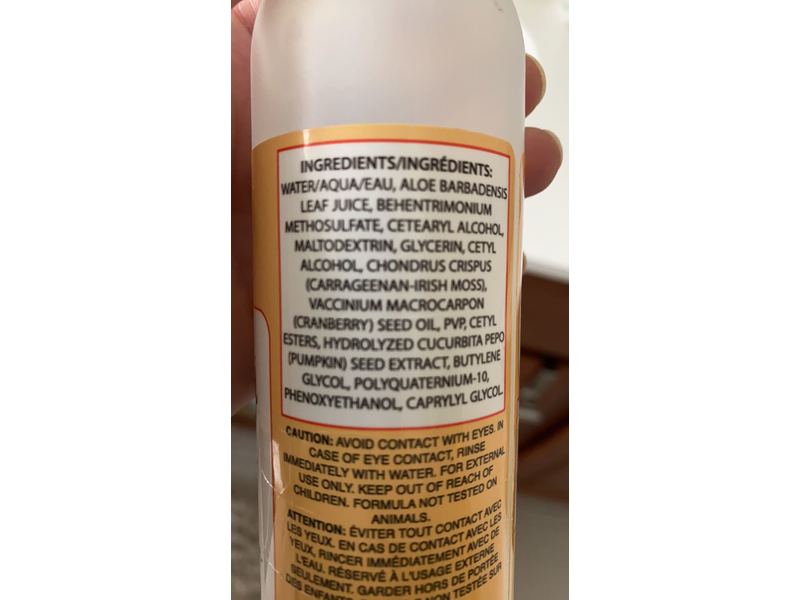 INGREDIENTS/INGRÉDIENTS:
WATER/AQUA/EAU, ALOE BARBADENSIS
LEAF JUICE, BEHENTRIMONIUM
METHOSULFATE, CETEARYL ALCOHOL,
MALTODEXTRIN, GLYCERIN, CETYL
ALCOHOL, CHONDRUS CRISPUS
(CARRAGEENAN-IRISH MOSS),
VACCINIUM MACROCARPON
(CRANBERRY) SEED OIL, PVP, CETYL
ESTERS, HYDROLYZED CUCURBITA PEPO
(PUMPKIN) SEED EXTRACT, BUTYLENE
GLYCOL, POLYQUATERNIUM-10,
PHENOXYETHANOL, CAPRYLYL GLYCOL.
CAUTION: AVOID CONTACT WITH EYES. IN
CASE OF EYE CONTACT, RINSE
IMMEDIATELY WITH WATER. FOR EXTERNAL
USE ONLY. KEEP OUT OF REACH OF
CHILDREN. FORMULA NOT TESTED ON
ANIMALS.
ATTENTION: ÉVITER TOUT CONTACT AVEC
LES YEUX. EN CAS DE CONTACT AVEC LES
YEUX, RINCER IMMÉDIATEMENT AVEC DE
L'EAU. RÉSERVÉ À L'USAGE EXTERNE
SEULEMENT. GARDER HORS DE PORTÉE
DES ENFANTS. NON TESTÉE SUR